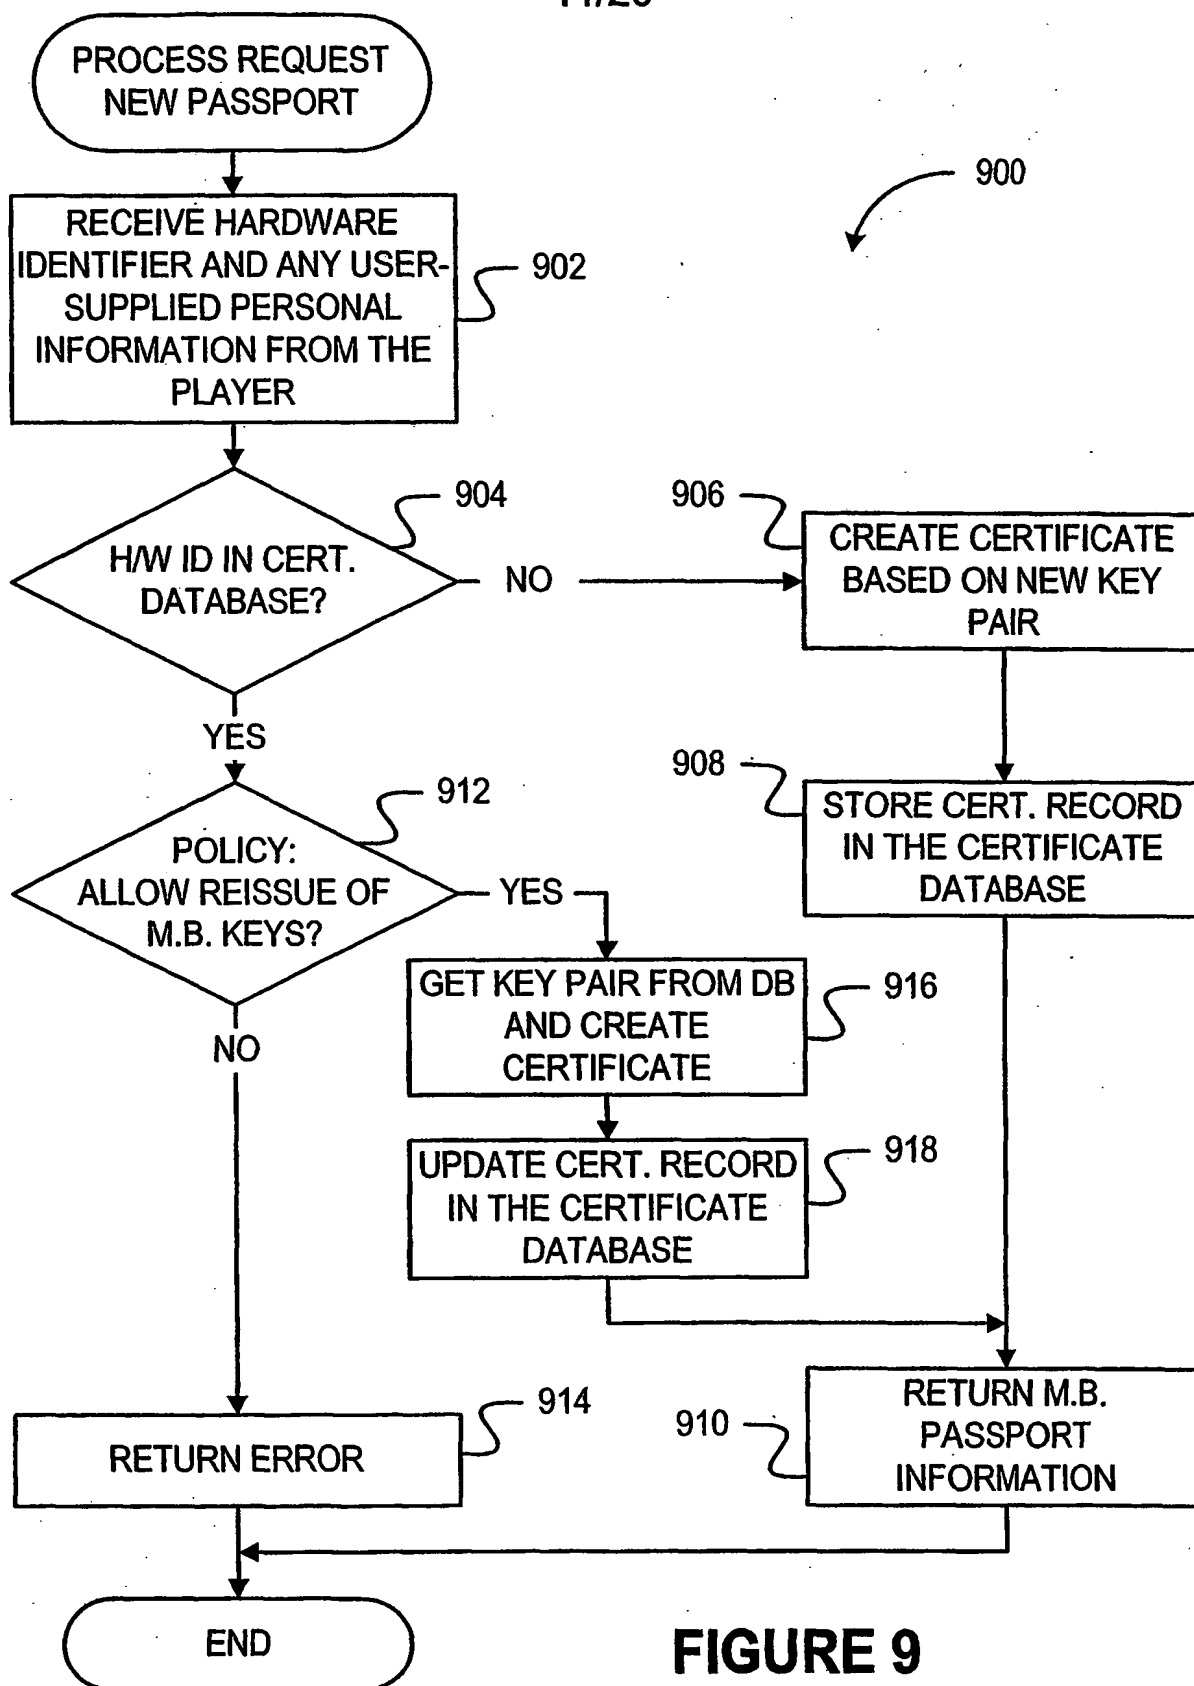 PROCESS REQUEST
NEW PASSPORT
900
RECEIVE HARDWARE
IDENTIFIER AND ANY USER-
SUPPLIED PERSONAL
INFORMATION FROM THE
PLAYER
902
904
H/W ID IN CERT.
DATABASE?
NO
906
CREATE CERTIFICATE
BASED ON NEW KEY
PAIR
YES
908
STORE CERT. RECORD
IN THE CERTIFICATE
DATABASE
912
POLICY:
ALLOW REISSUE OF
M.B. KEYS?
YES
GET KEY PAIR FROM DB
AND CREATE
CERTIFICATE
916
NO
UPDATE CERT. RECORD
IN THE CERTIFICATE
DATABASE
918
RETURN ERROR
914
910
RETURN M.B.
PASSPORT
INFORMATION
END
FIGURE 9